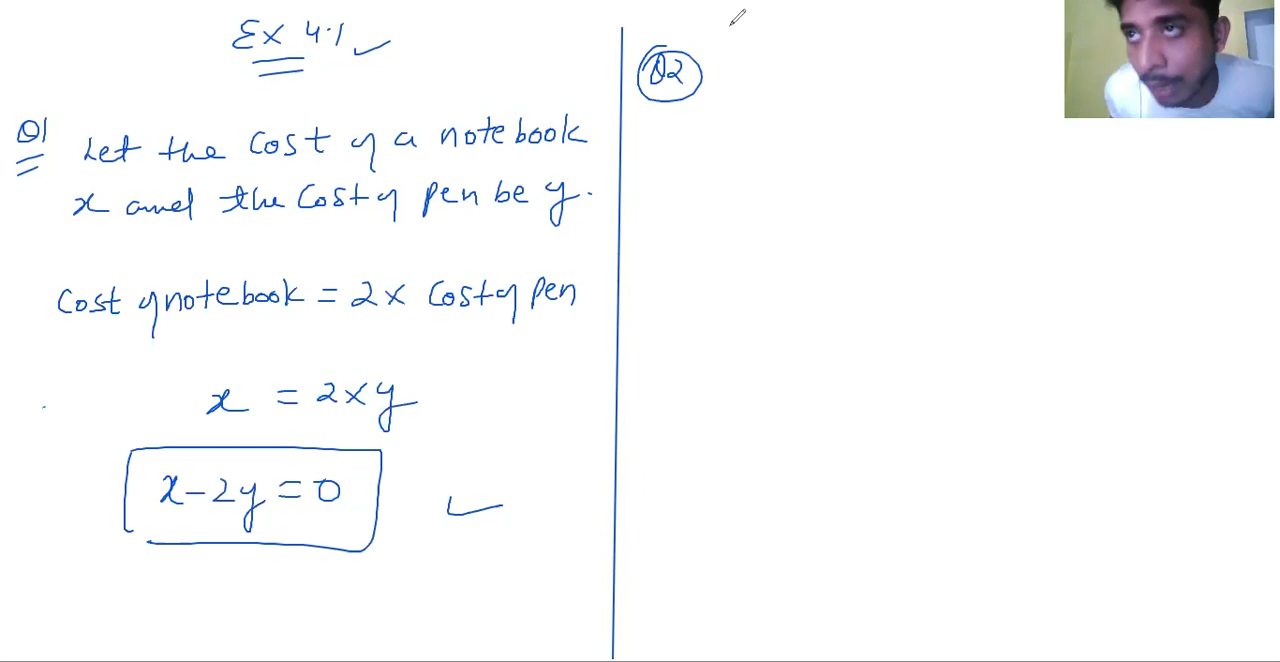 Ex 4.1
Q1 Let the cost of a notebook
x and the cost of pen be y.
Cost of notebook = 2 x Cost of pen
x = 2 x y
x - 2y = 0
Q2